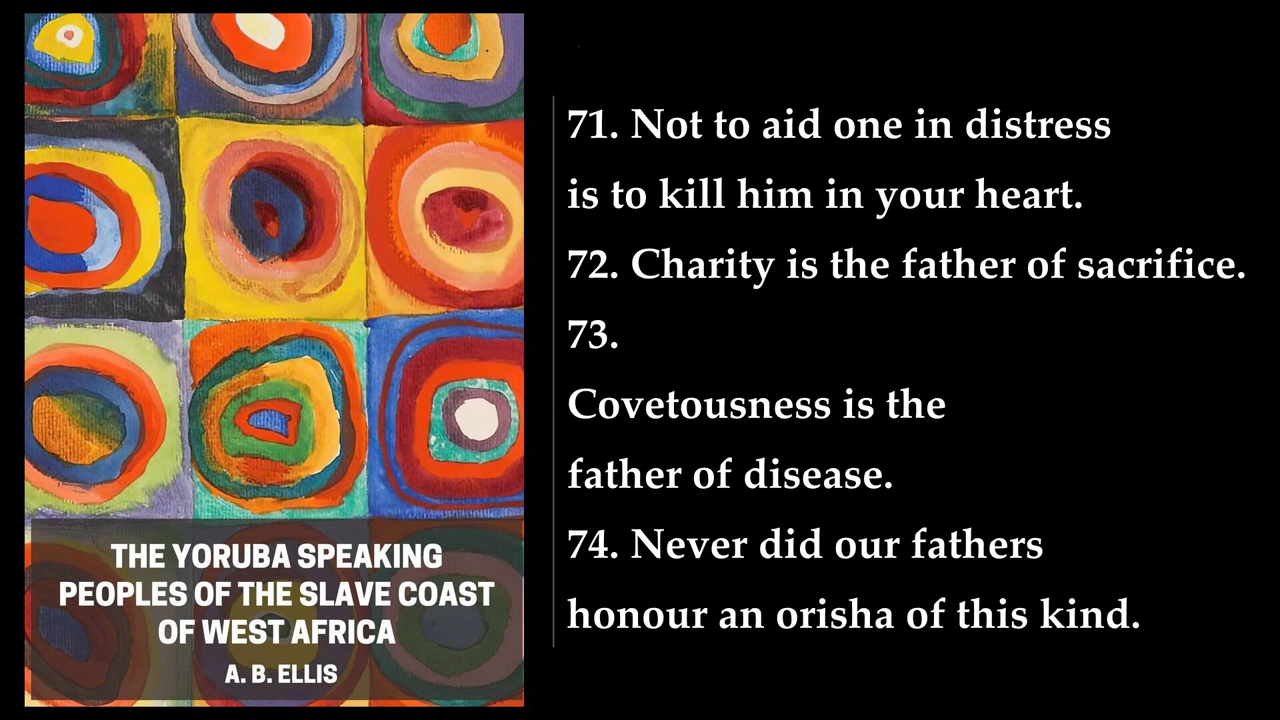 THE YORUBA SPEAKING
PEOPLES OF THE SLAVE COAST
OF WEST AFRICA
A. B. ELLIS
71. Not to aid one in distress
is to kill him in your heart.
72. Charity is the father of sacrifice.
73.
Covetousness is the
father of disease.
74. Never did our fathers
honour an orisha of this kind.